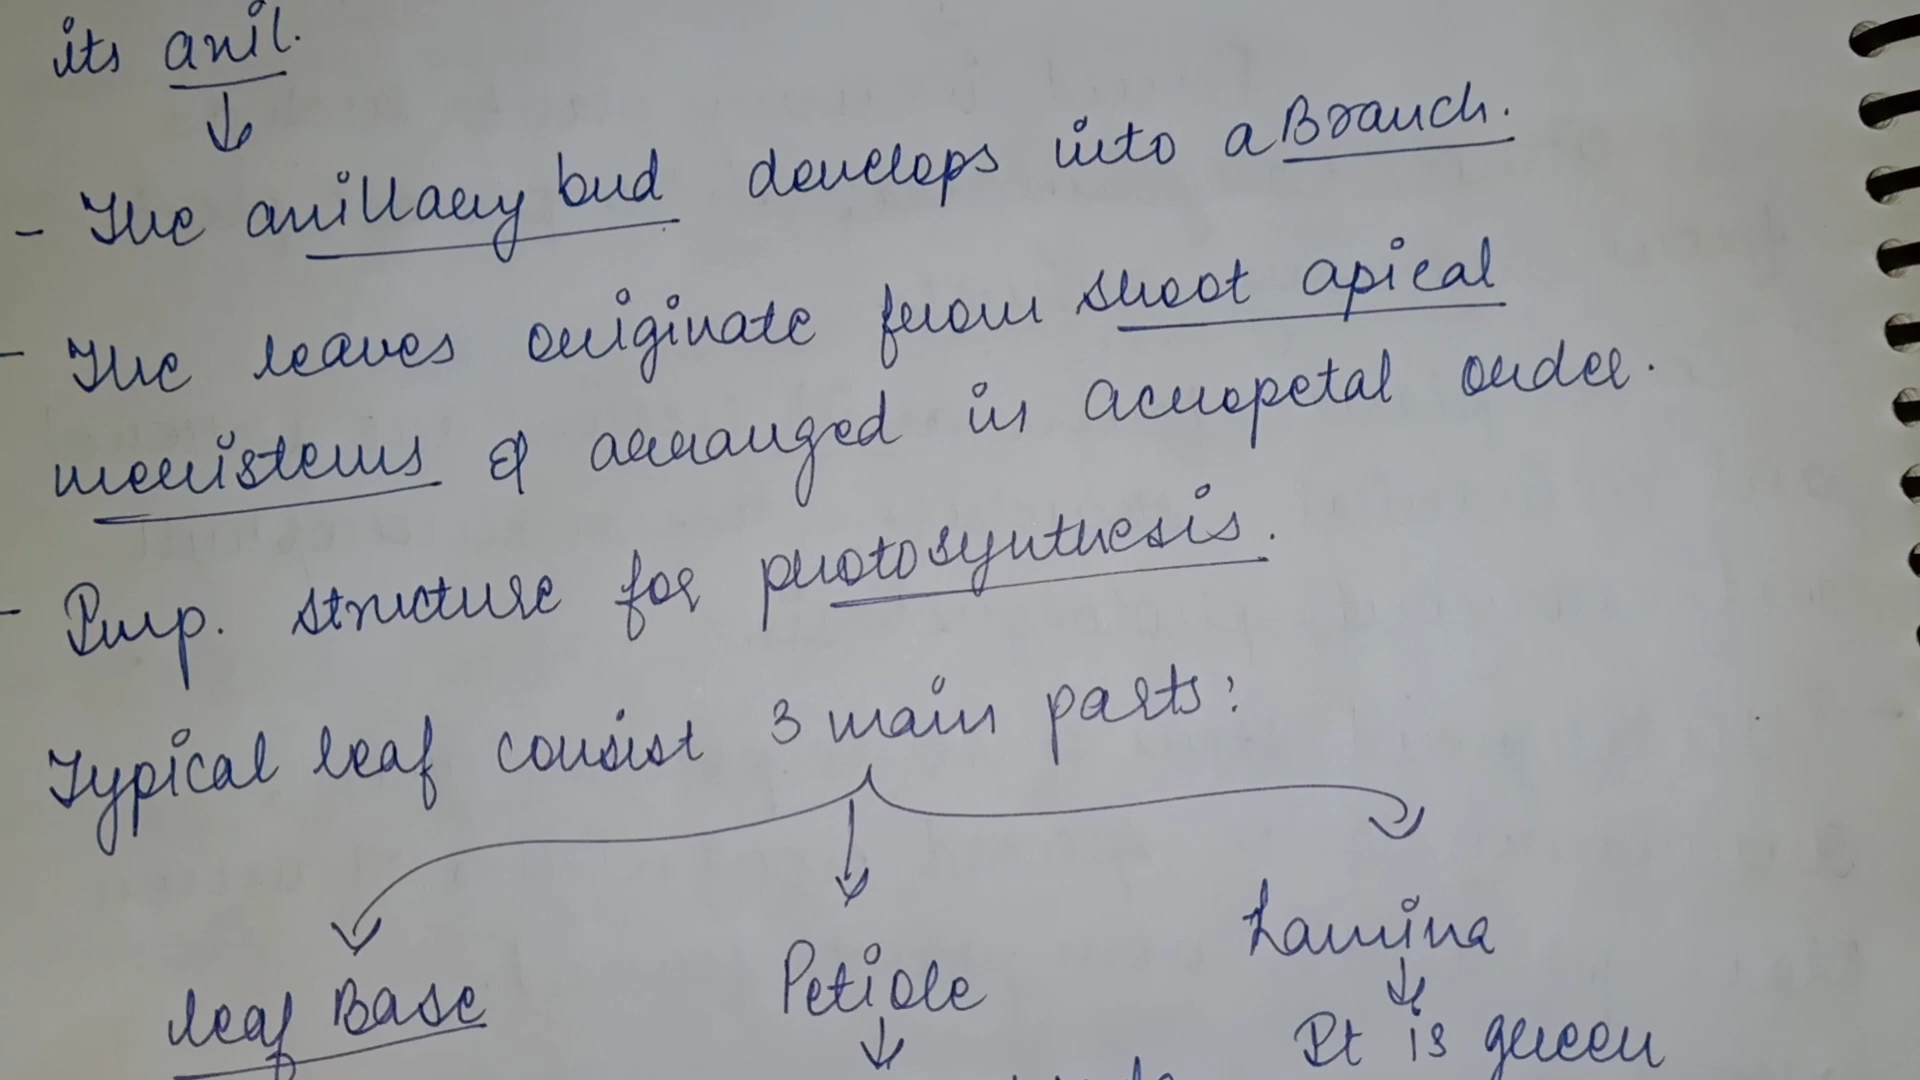 its axil.
- The axillary bud develops into a Branch.
- The leaves originate from shoot apical
meristems & arranged in acropetal order.
- Imp. structure for photosynthesis.
Typical leaf consist 3 main parts:
Leaf Base Petiole Lamina
It is green